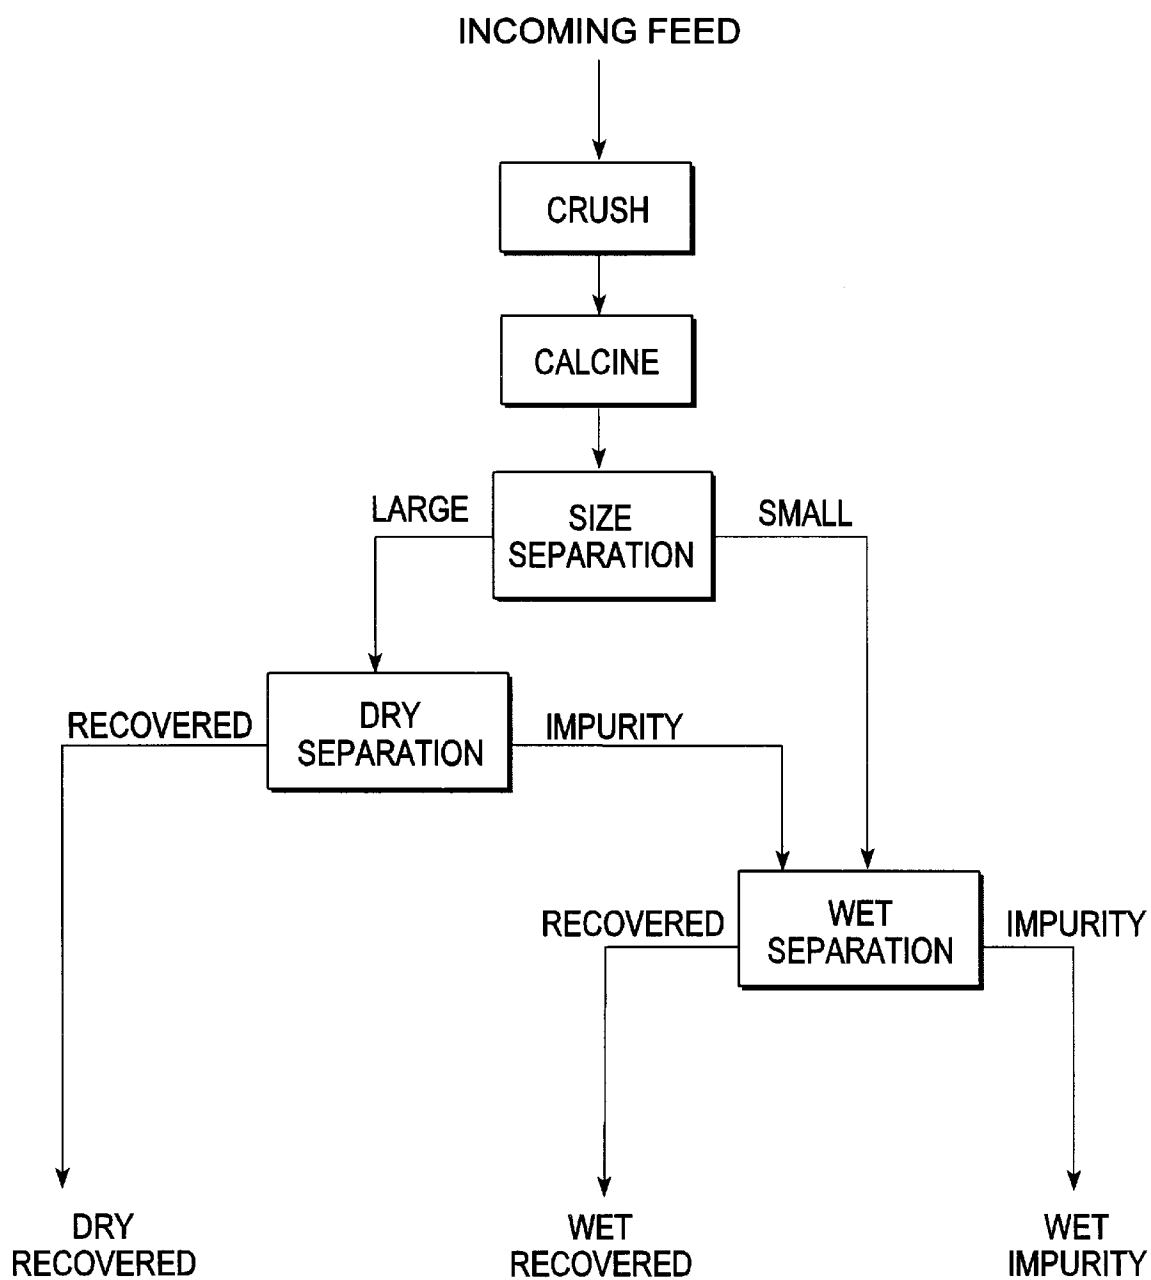 INCOMING FEED
CRUSH
CALCINE
LARGE
SIZE
SEPARATION
SMALL
RECOVERED
DRY
SEPARATION
IMPURITY
RECOVERED
WET
SEPARATION
IMPURITY
DRY
RECOVERED
WET
RECOVERED
WET
IMPURITY